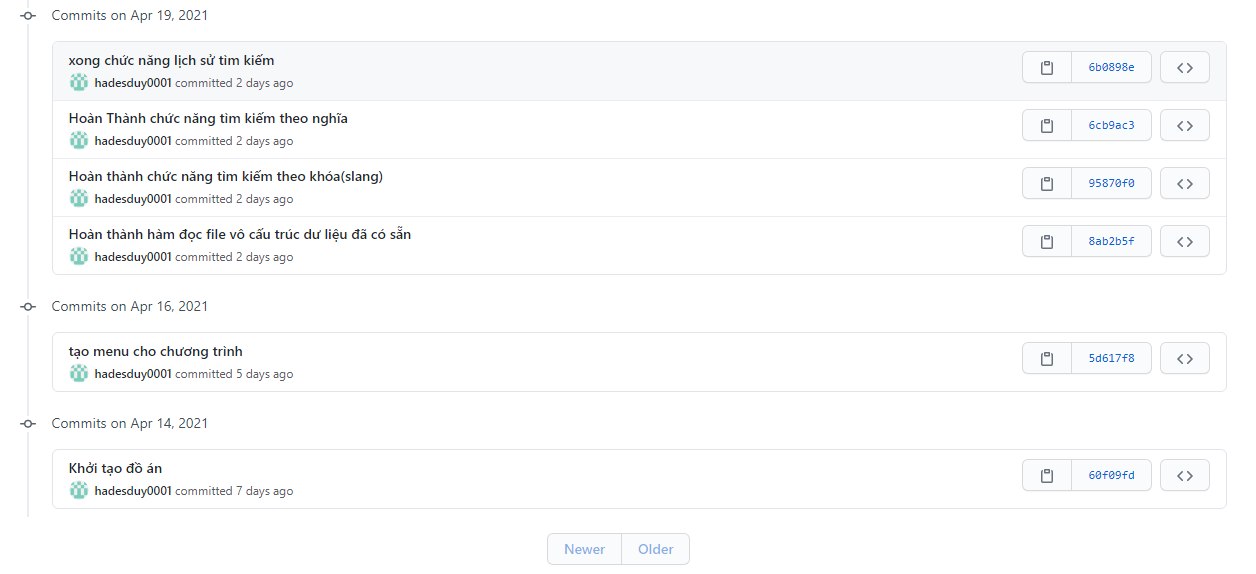 Commits on Apr 19, 2021
xong chức năng lịch sử tìm kiếm
6b0898e
hadesduy0001 committed 2 days ago
Hoàn Thành chức năng tìm kiếm theo nghĩa
6cb9ac3
hadesduy0001 committed 2 days ago
Hoàn thành chức năng tìm kiếm theo khóa(slang)
95870f0
hadesduy0001 committed 2 days ago
Hoàn thành hàm đọc file vô cấu trúc dư liệu đã có sẵn
8ab2b5f
hadesduy0001 committed 2 days ago
Commits on Apr 16, 2021
tạo menu cho chương trình
5d617f8
hadesduy0001 committed 5 days ago
Commits on Apr 14, 2021
Khởi tạo đồ án
60f09fd
hadesduy0001 committed 7 days ago
Newer Older